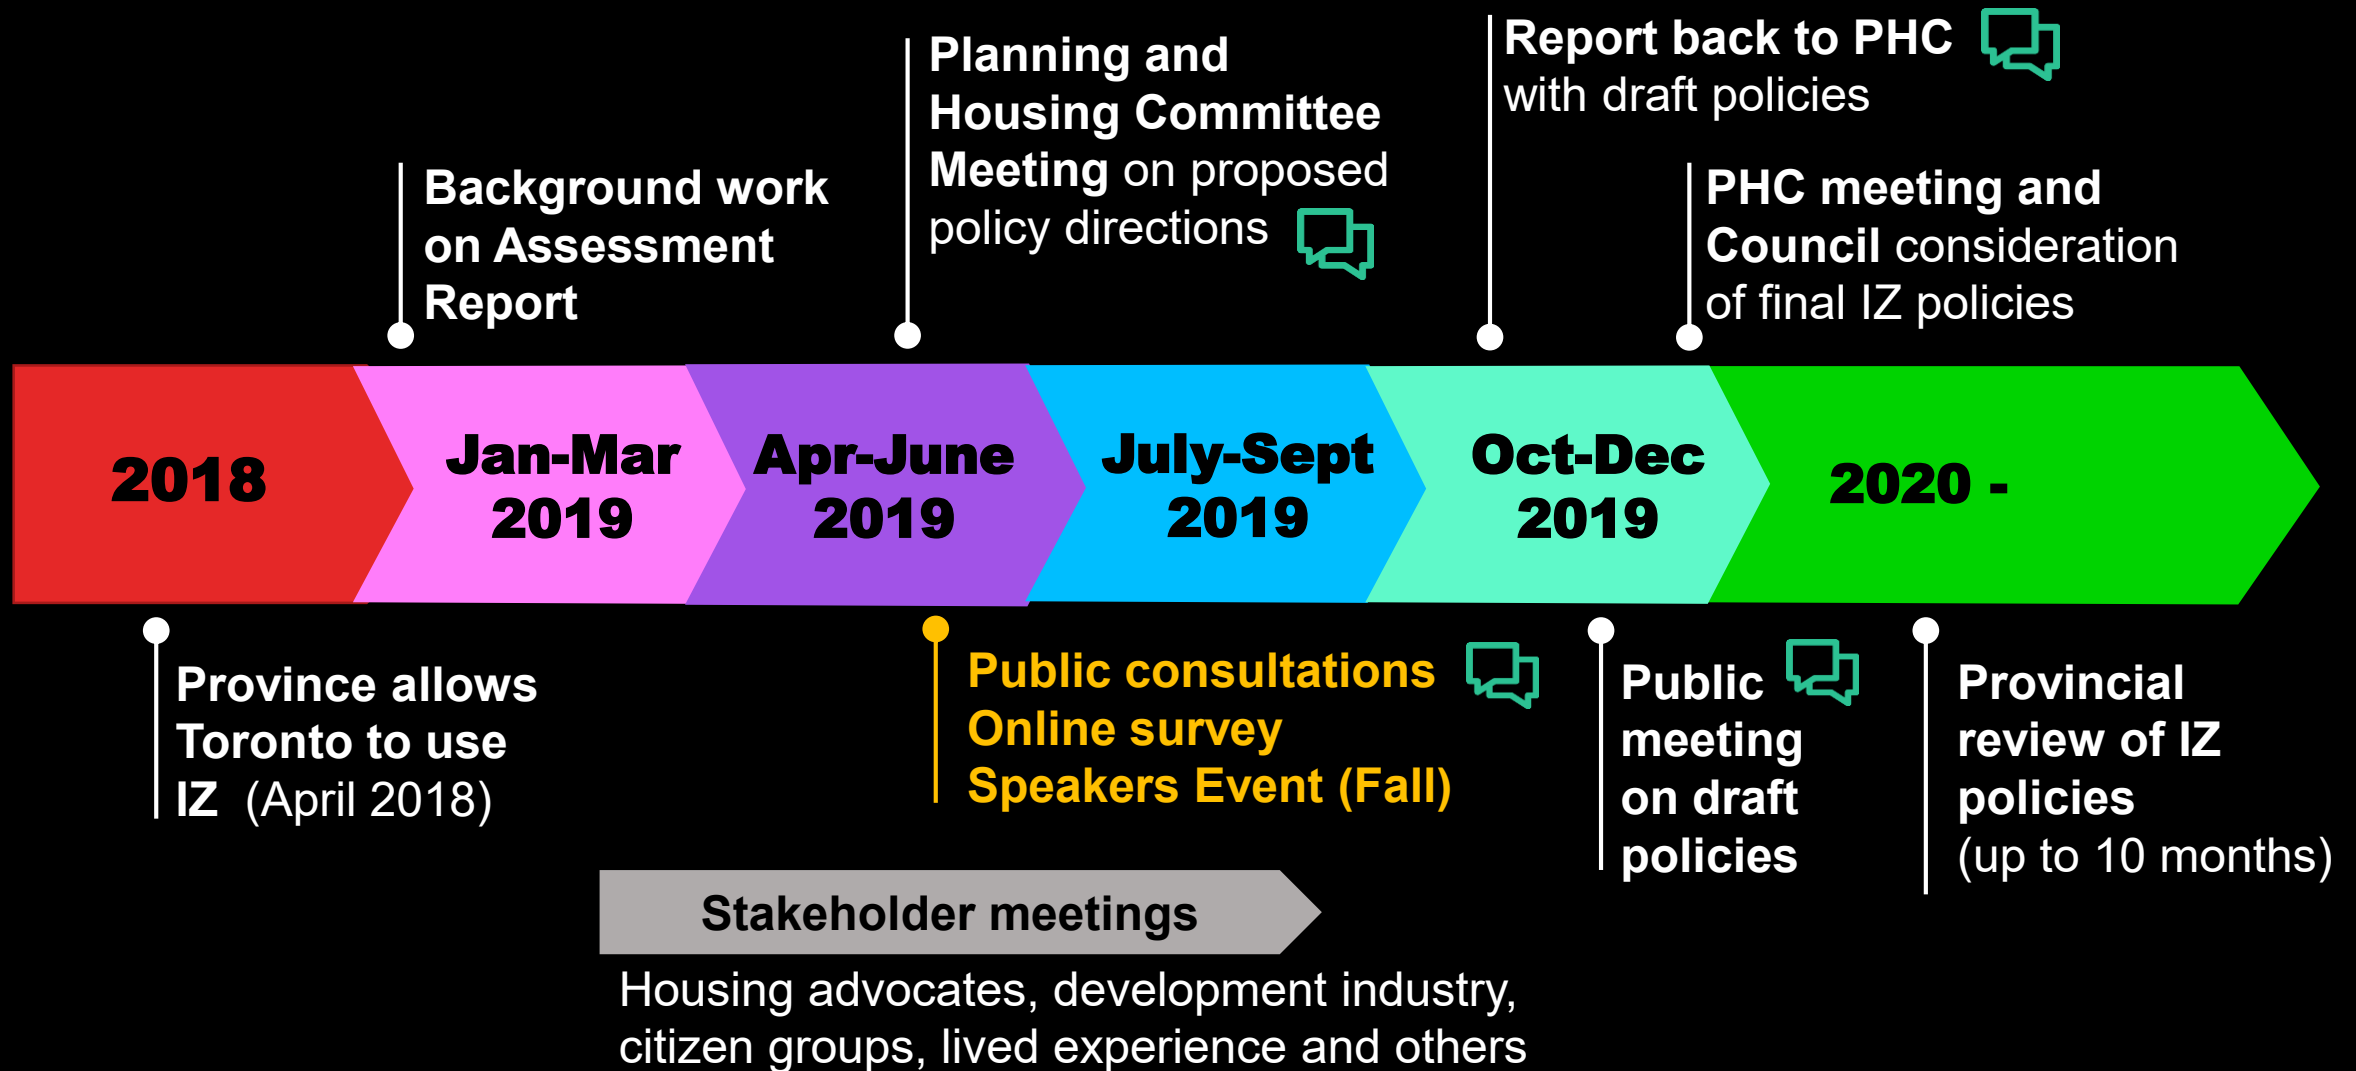 Planning and
Housing Committee
Meeting on proposed
policy directions
Report back to PHC
with draft policies
Background work
on Assessment
Report
PHC meeting and
Council consideration
of final IZ policies
2018
Jan-Mar
2019
Apr-June
2019
July-Sept
2019
Oct-Dec
2019
2020 -
Province allows
Toronto to use
IZ (April 2018)
Public consultations
Online survey
Speakers Event (Fall)
Public
meeting
on draft
policies
Provincial
review of IZ
policies
(up to 10 months)
Stakeholder meetings
Housing advocates, development industry,
citizen groups, lived experience and others